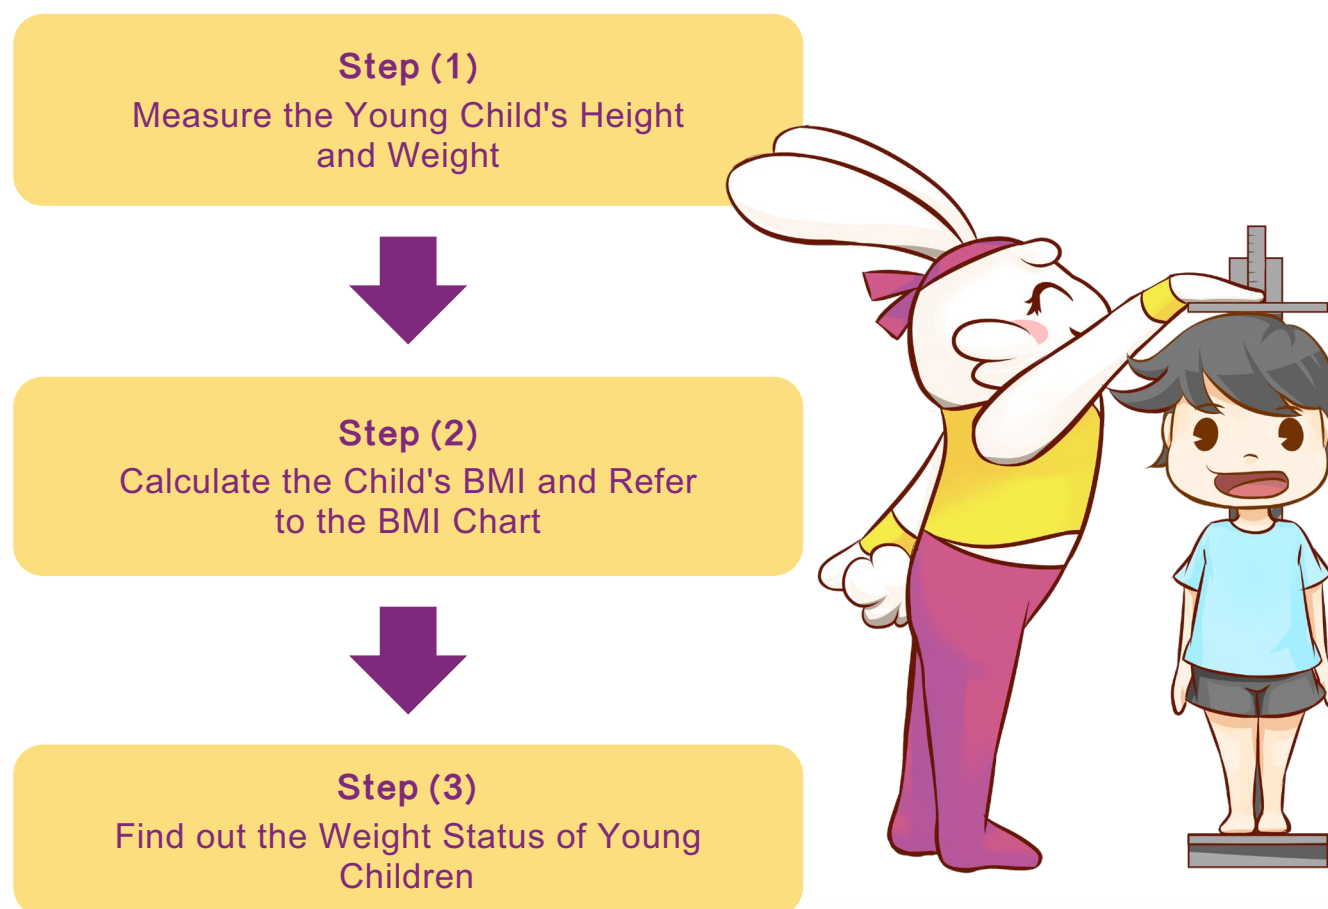 Step (1)
Measure the Young Child's Height
and Weight
Step (2)
Calculate the Child's BMI and Refer
to the BMI Chart
Step (3)
Find out the Weight Status of Young
Children